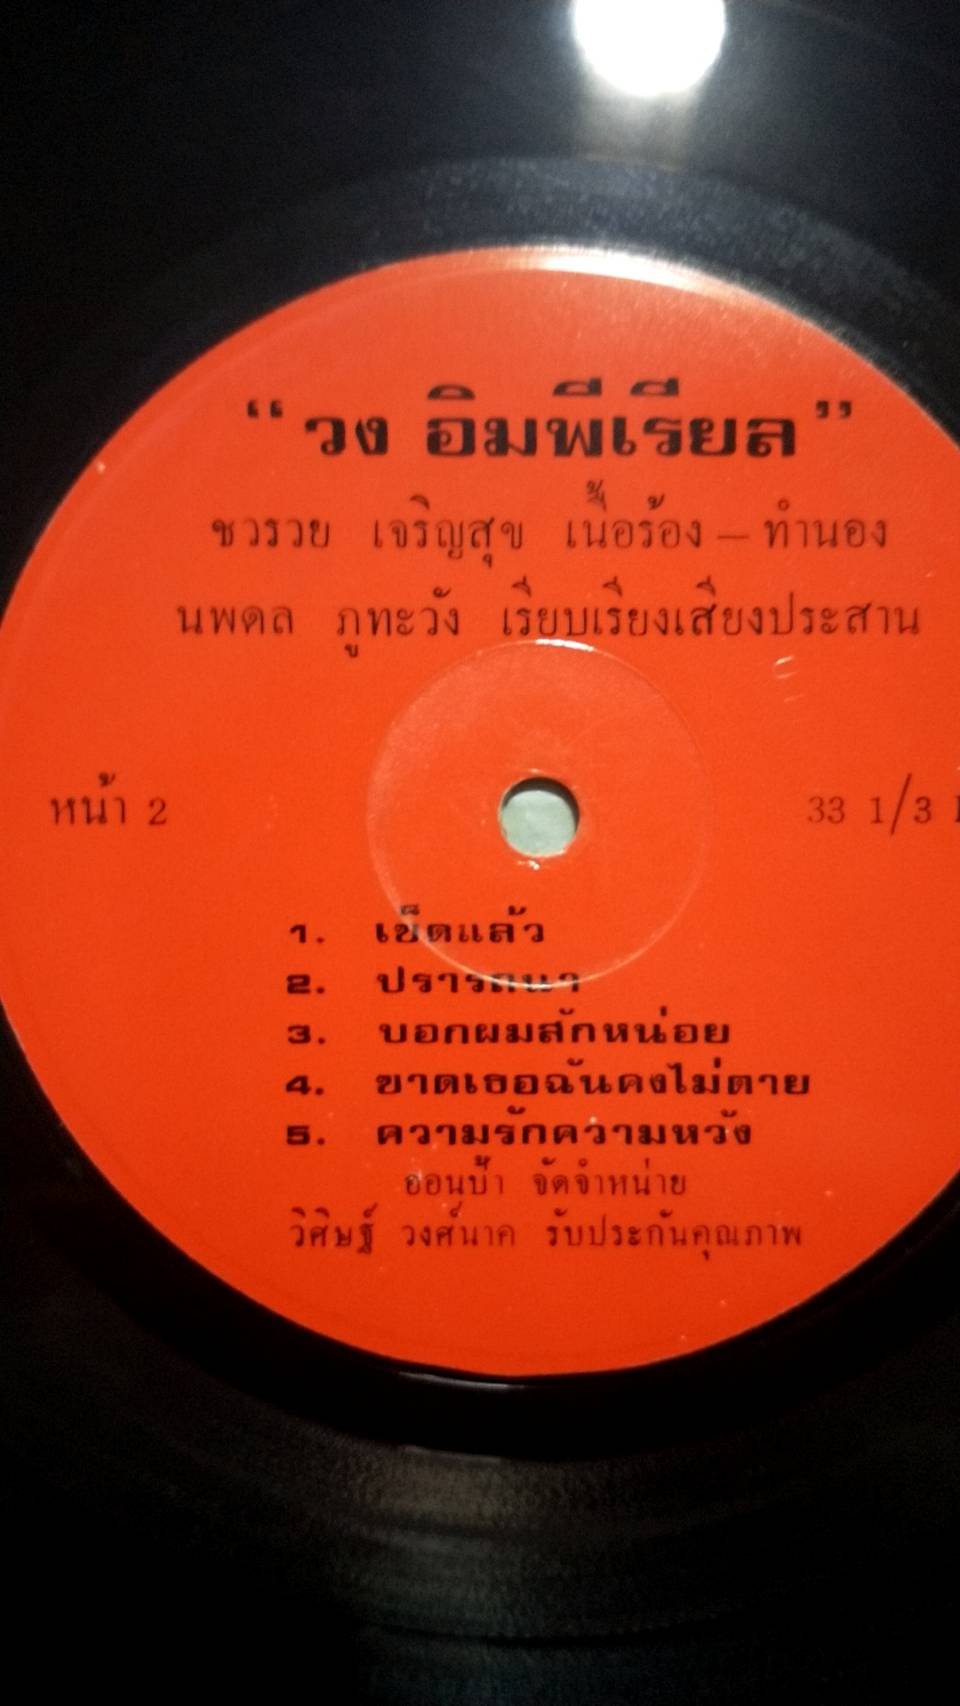 “วง อิมพีเรียล”
ชวรวย เจริญสุข เนื้อร้อง – ทำนอง
นพดล ภูทะวัง เรียบเรียงเสียงประสาน
หน้า 2
33 1/3
1. เข็ดแล้ว
2. ปรารถนา
3. บอกผมสักหน่อย
4. ขาดเธอฉันคงไม่ตาย
5. ความรักความหวัง
ออนป้า จัดจำหน่าย
วิศิษฐ์ วงศ์นาค รับประกันคุณภาพ